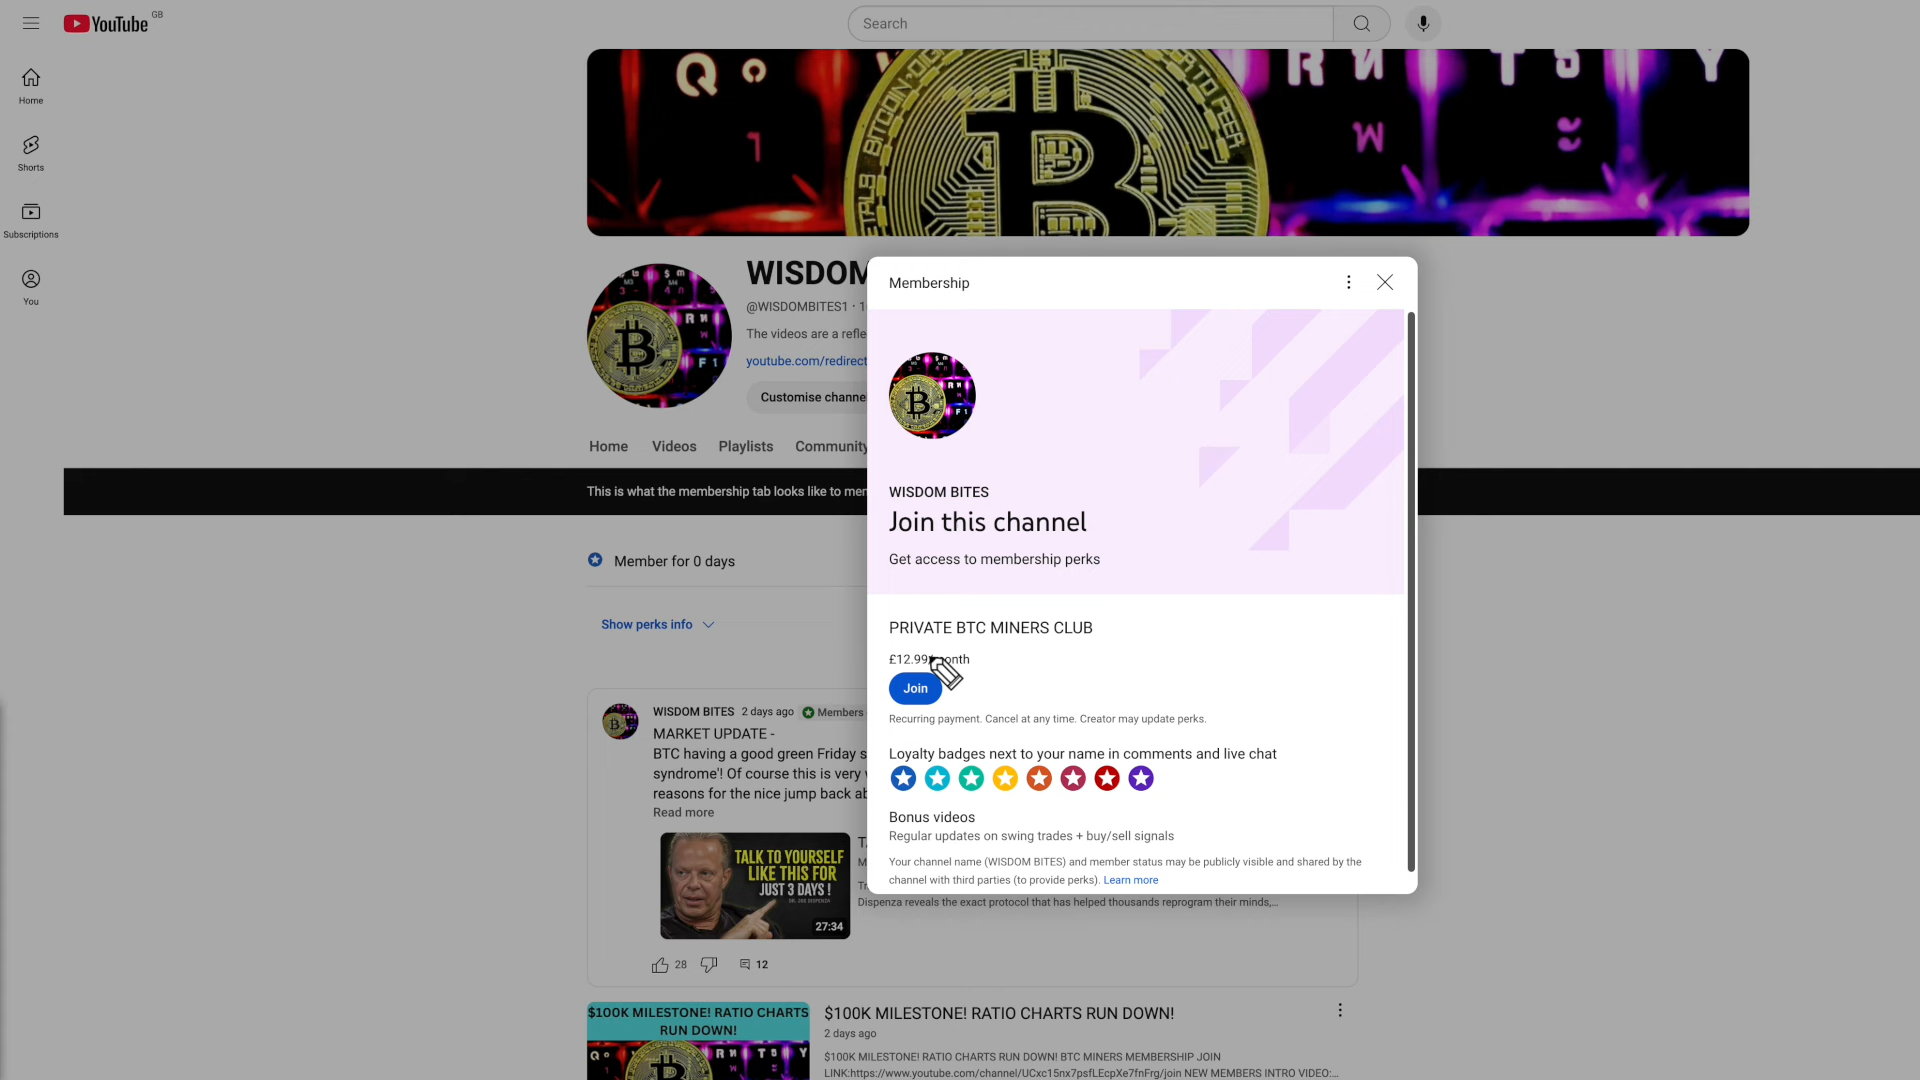 YouTube GB
Search
Home
Shorts
Subscriptions
You
WISDOM
@WISDOMBITES1 ·
The videos are a
youtube.com/redirect
Customise
Home Videos Playlists Community
This is what the membership tab looks like to
Member for 0 days
Show perks info
WISDOM BITES 2 days ago Members
MARKET UPDATE -
BTC having a good green Friday
syndrome'! Of course this is very
reasons for the nice jump back
Read more
TALK TO YOURSELF
LIKE THIS FOR
JUST 3 DAYS !
DR. JOE DISPENZA
27:34
Dispenza reveals the exact protocol that has helped thousands reprogram their minds,...
28 12
$100K MILESTONE! RATIO CHARTS
RUN DOWN!
$100K MILESTONE! RATIO CHARTS RUN DOWN!
2 days ago
$100K MILESTONE! RATIO CHARTS RUN DOWN! BTC MINERS MEMBERSHIP JOIN
LINK:https://www.youtube.com/channel/UCxc15nx7psfLEcpXe7fnFrg/join NEW MEMBERS INTRO VIDEO:...
Membership
WISDOM BITES
Join this channel
Get access to membership perks
PRIVATE BTC MINERS CLUB
£12.99/month
Join
Recurring payment. Cancel at any time. Creator may update perks.
Loyalty badges next to your name in comments and live chat
Bonus videos
Regular updates on swing trades + buy/sell signals
Your channel name (WISDOM BITES) and member status may be publicly visible and shared by the
channel with third parties (to provide perks). Learn more